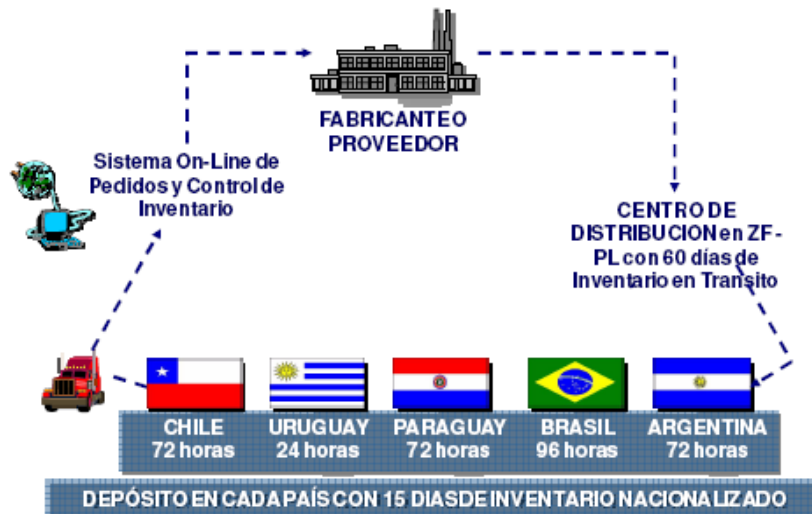 FABRICANTE O
PROVEEDOR
Sistema On-Line de
Pedidos y Control de
Inventario
CENTRO DE
DISTRIBUCION en ZF-
PL con 60 días de
Inventario en Transito
CHILE
72 horas
URUGUAY
24 horas
PARAGUAY
72 horas
BRASIL
96 horas
ARGENTINA
72 horas
DEPÓSITO EN CADA PAÍS CON 15 DIAS DE INVENTARIO NACIONALIZADO